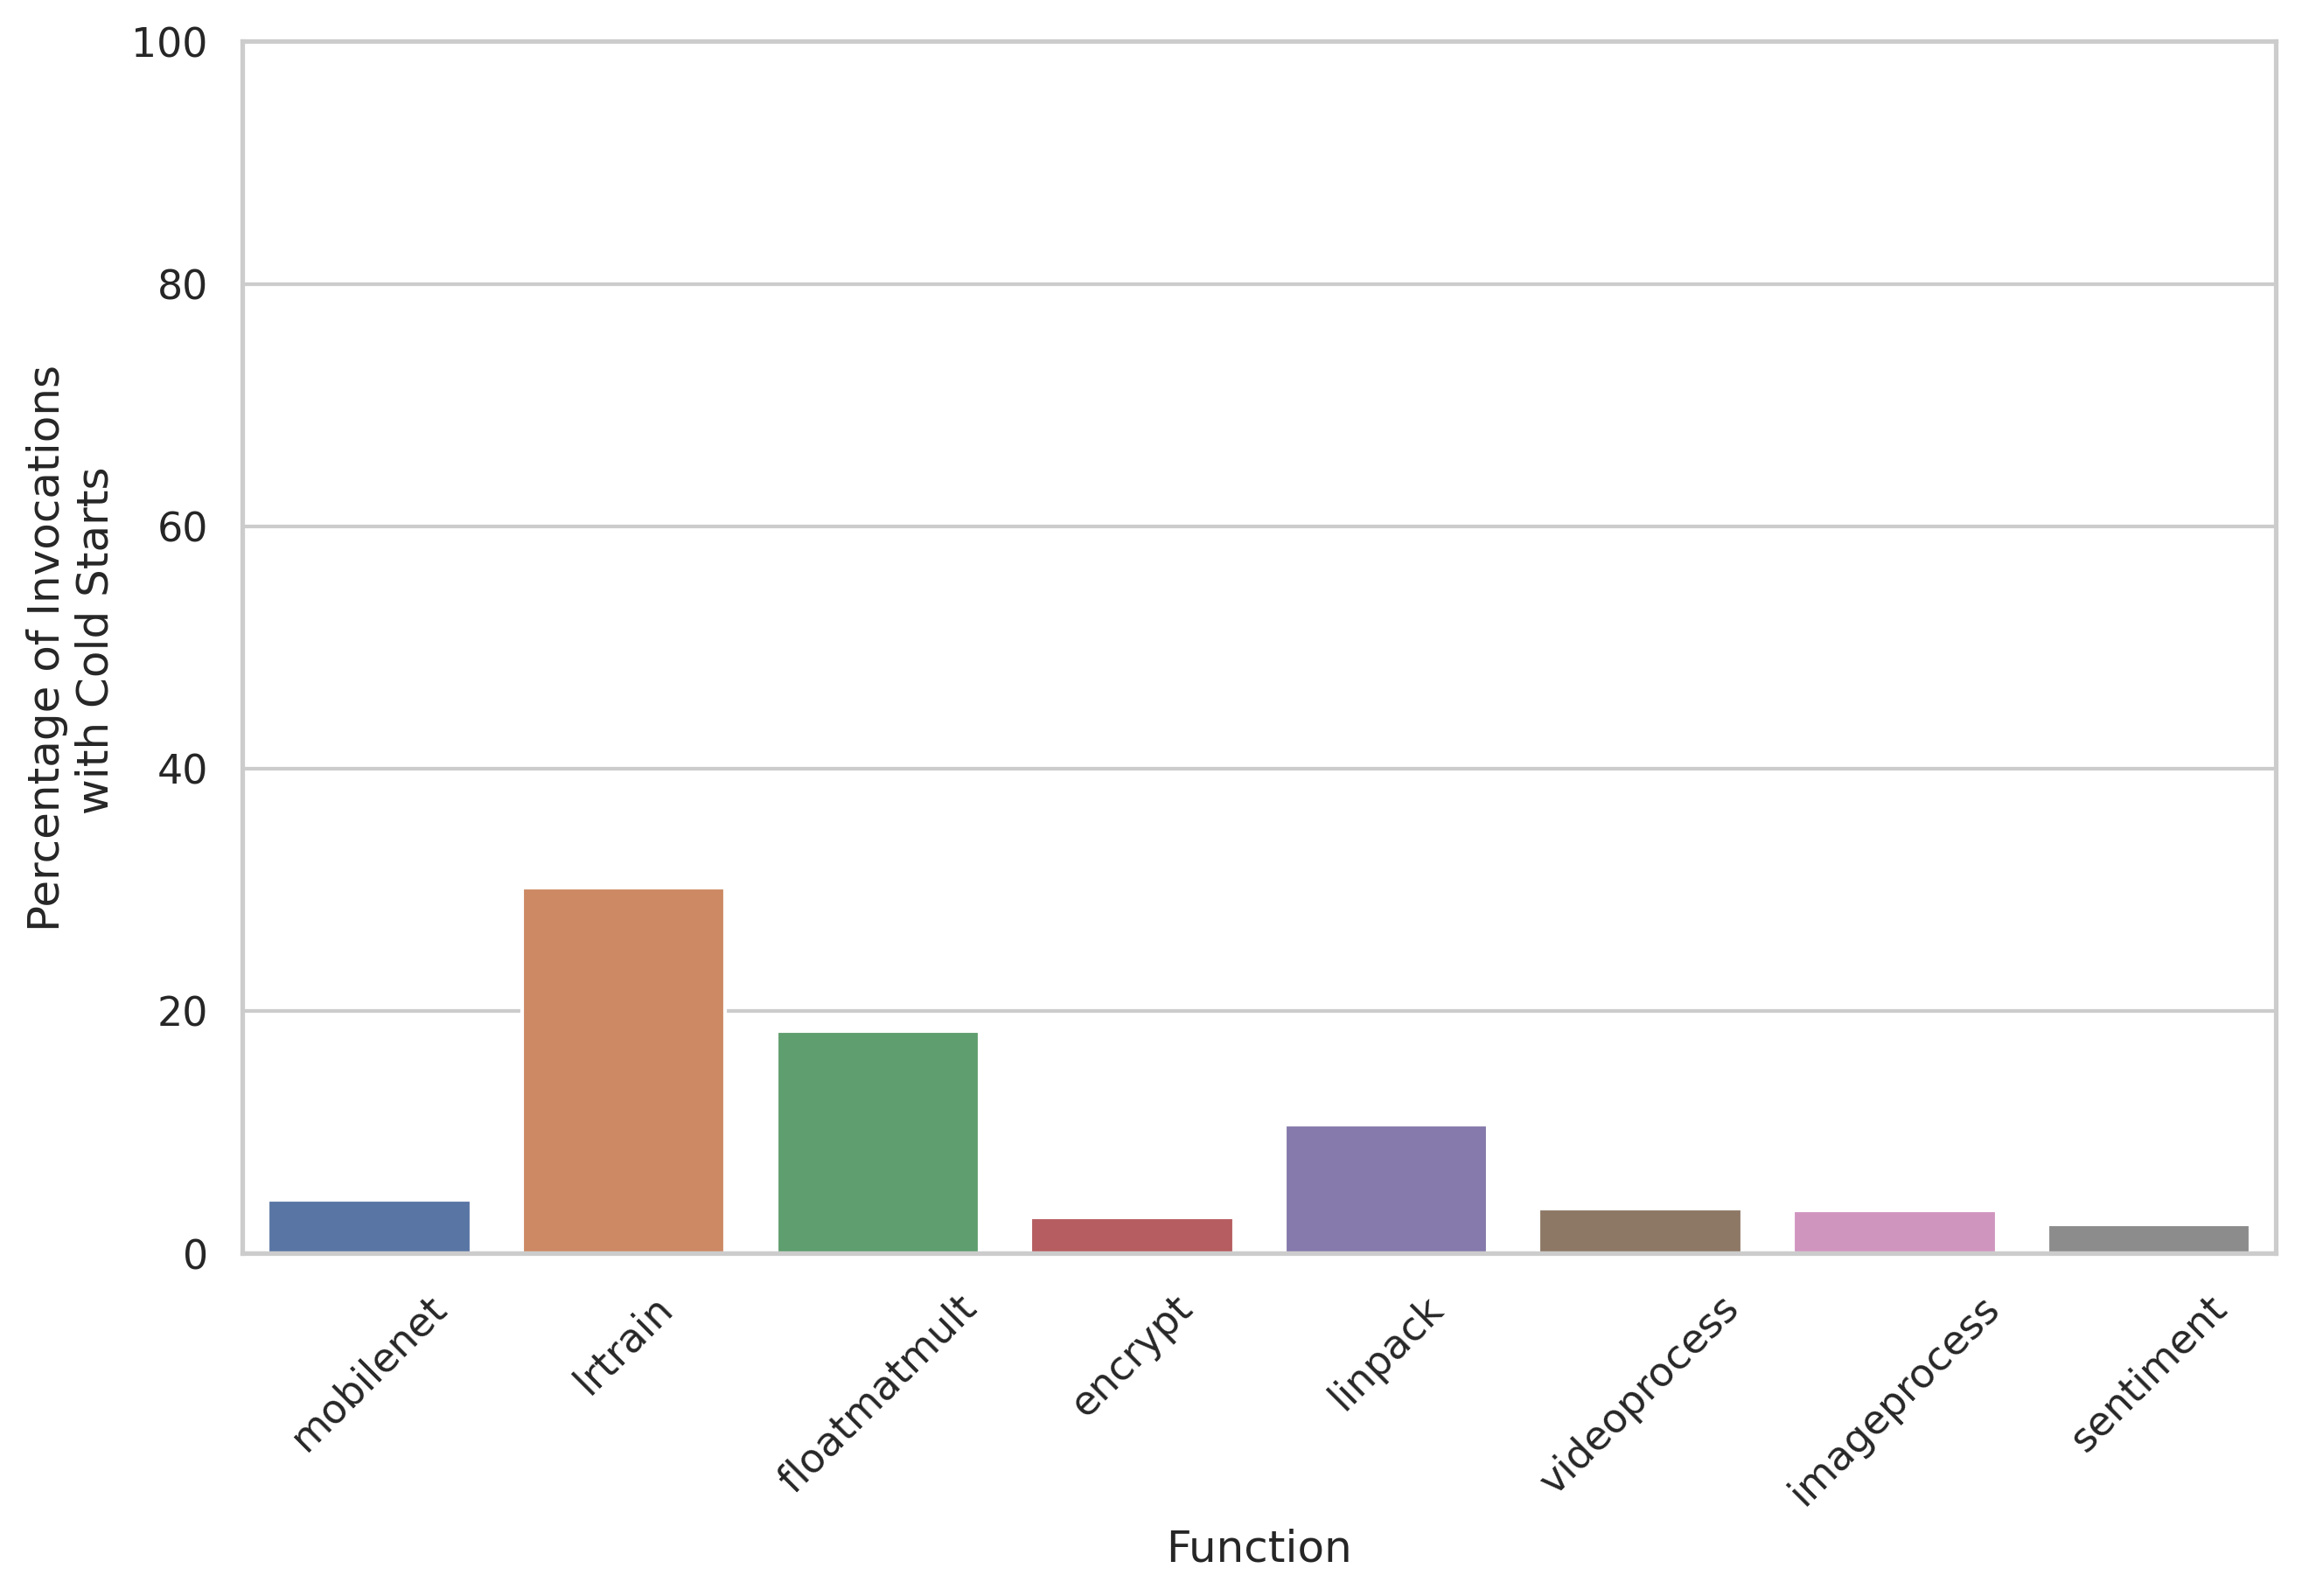 Percentage of Invocations
with Cold Starts
100
80
60
40
20
0
mobilenet
lrtrain
floatmatmult
encrypt
linpack
videoprocess
imageprocess
sentiment
Function